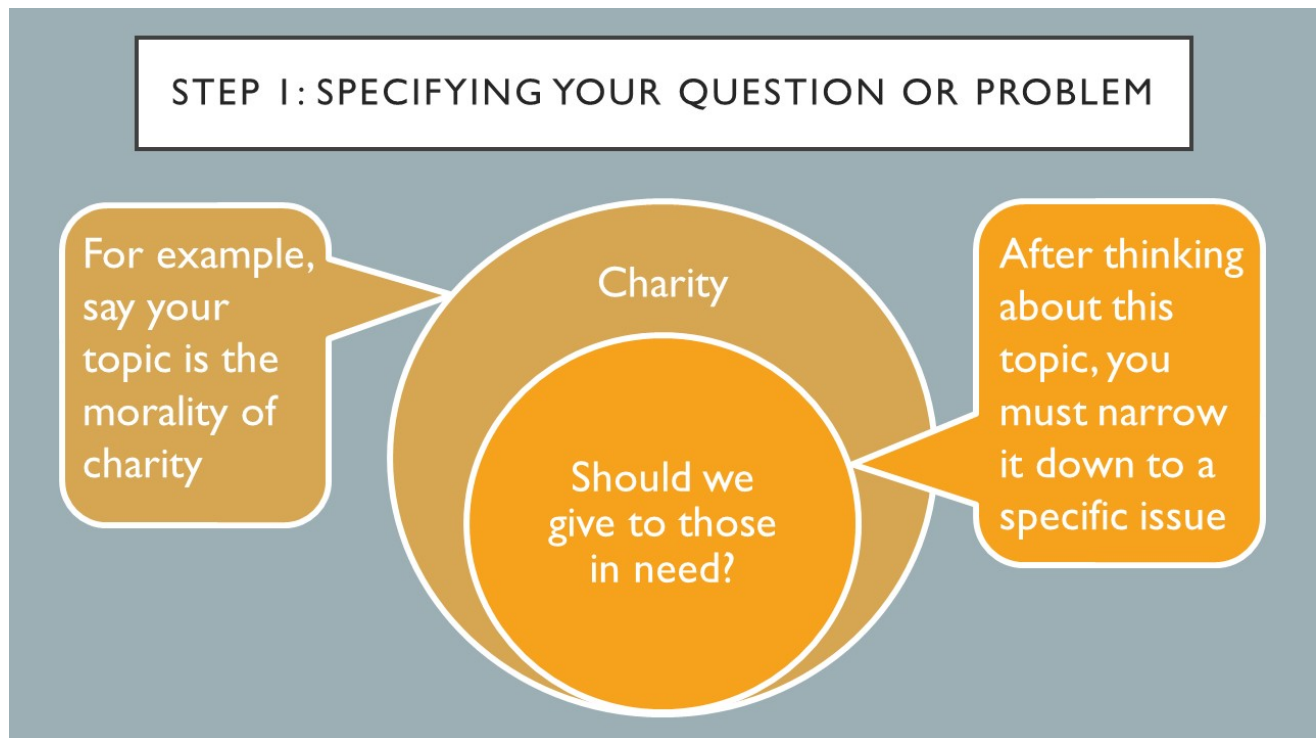 STEP 1: SPECIFYING YOUR QUESTION OR PROBLEM
For example,
say your
topic is the
morality of
charity
Charity
Should we
give to those
in need?
After thinking
about this
topic, you
must narrow
it down to a
specific issue